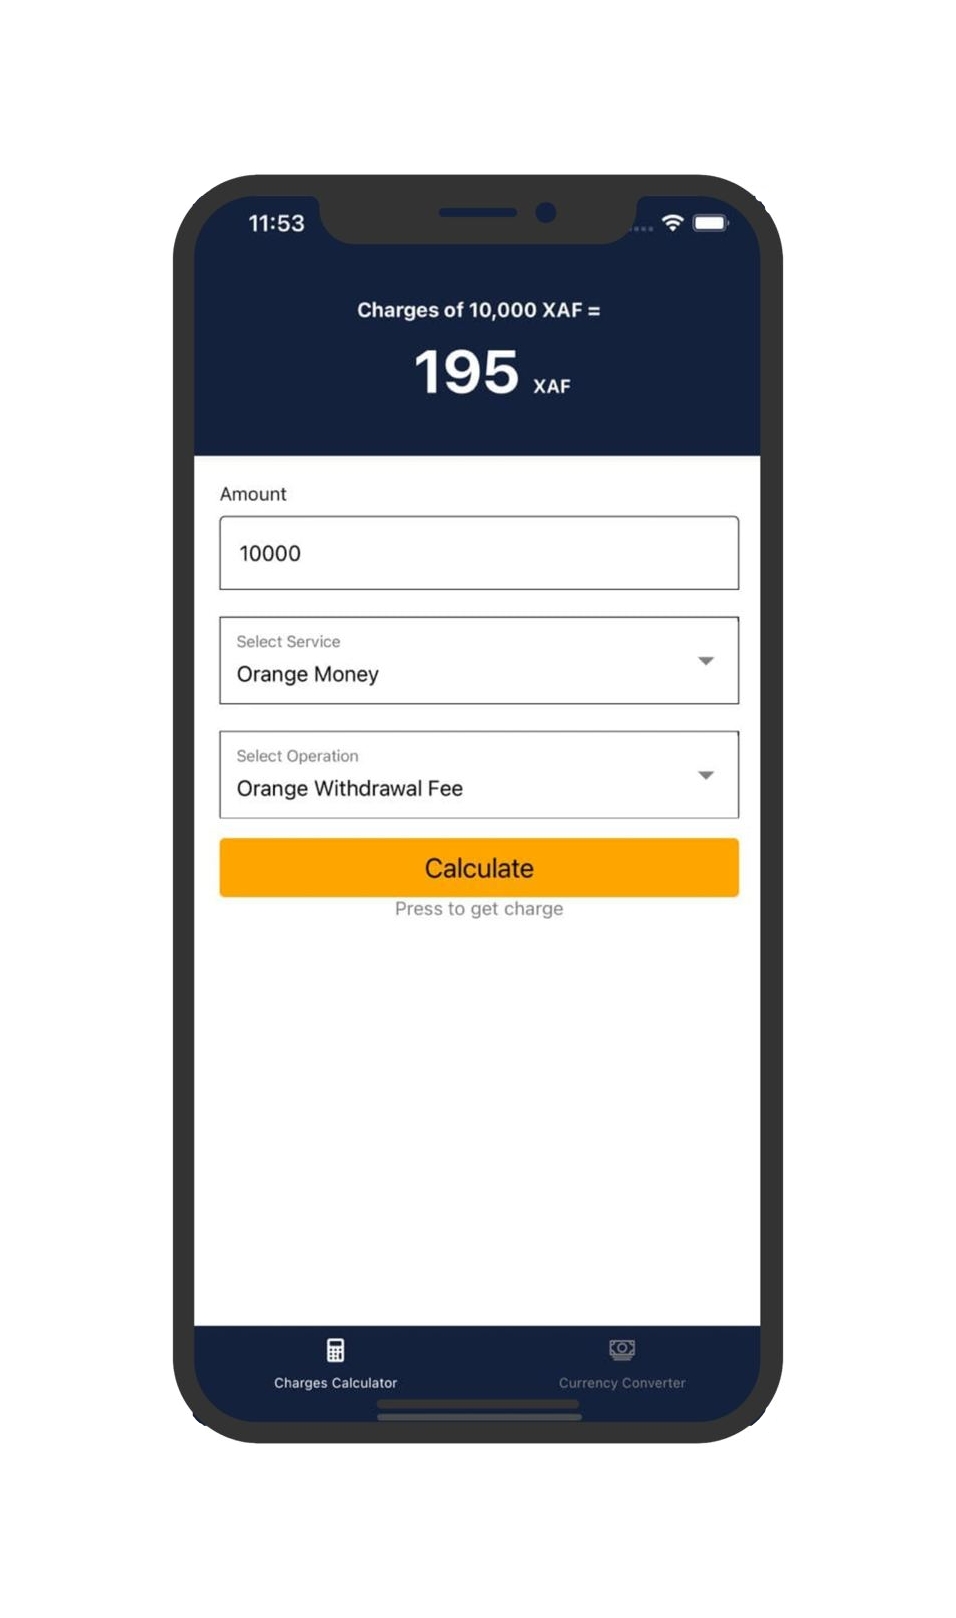 11:53
Charges of 10,000 XAF =
195 XAF
Amount
10000
Select Service
Orange Money
Select Operation
Orange Withdrawal Fee
Calculate
Press to get charge
Charges Calculator
Currency Converter